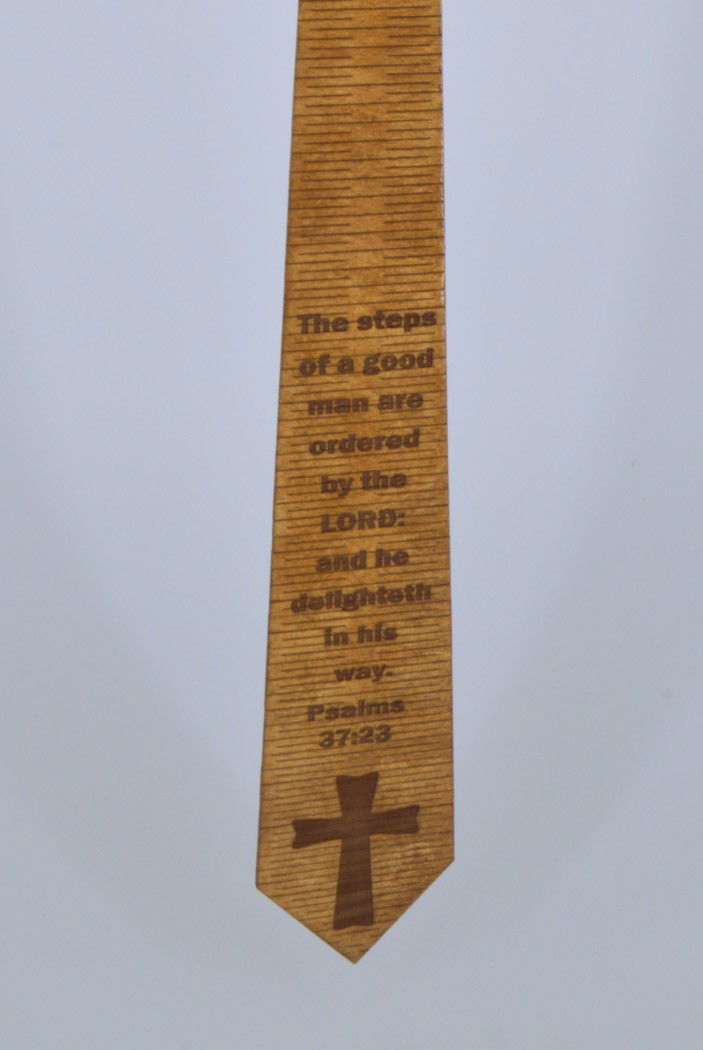 The steps
of a good
man are
ordered
by the
LORD:
and he
delighteth
in his
way.
Psalms
37:23